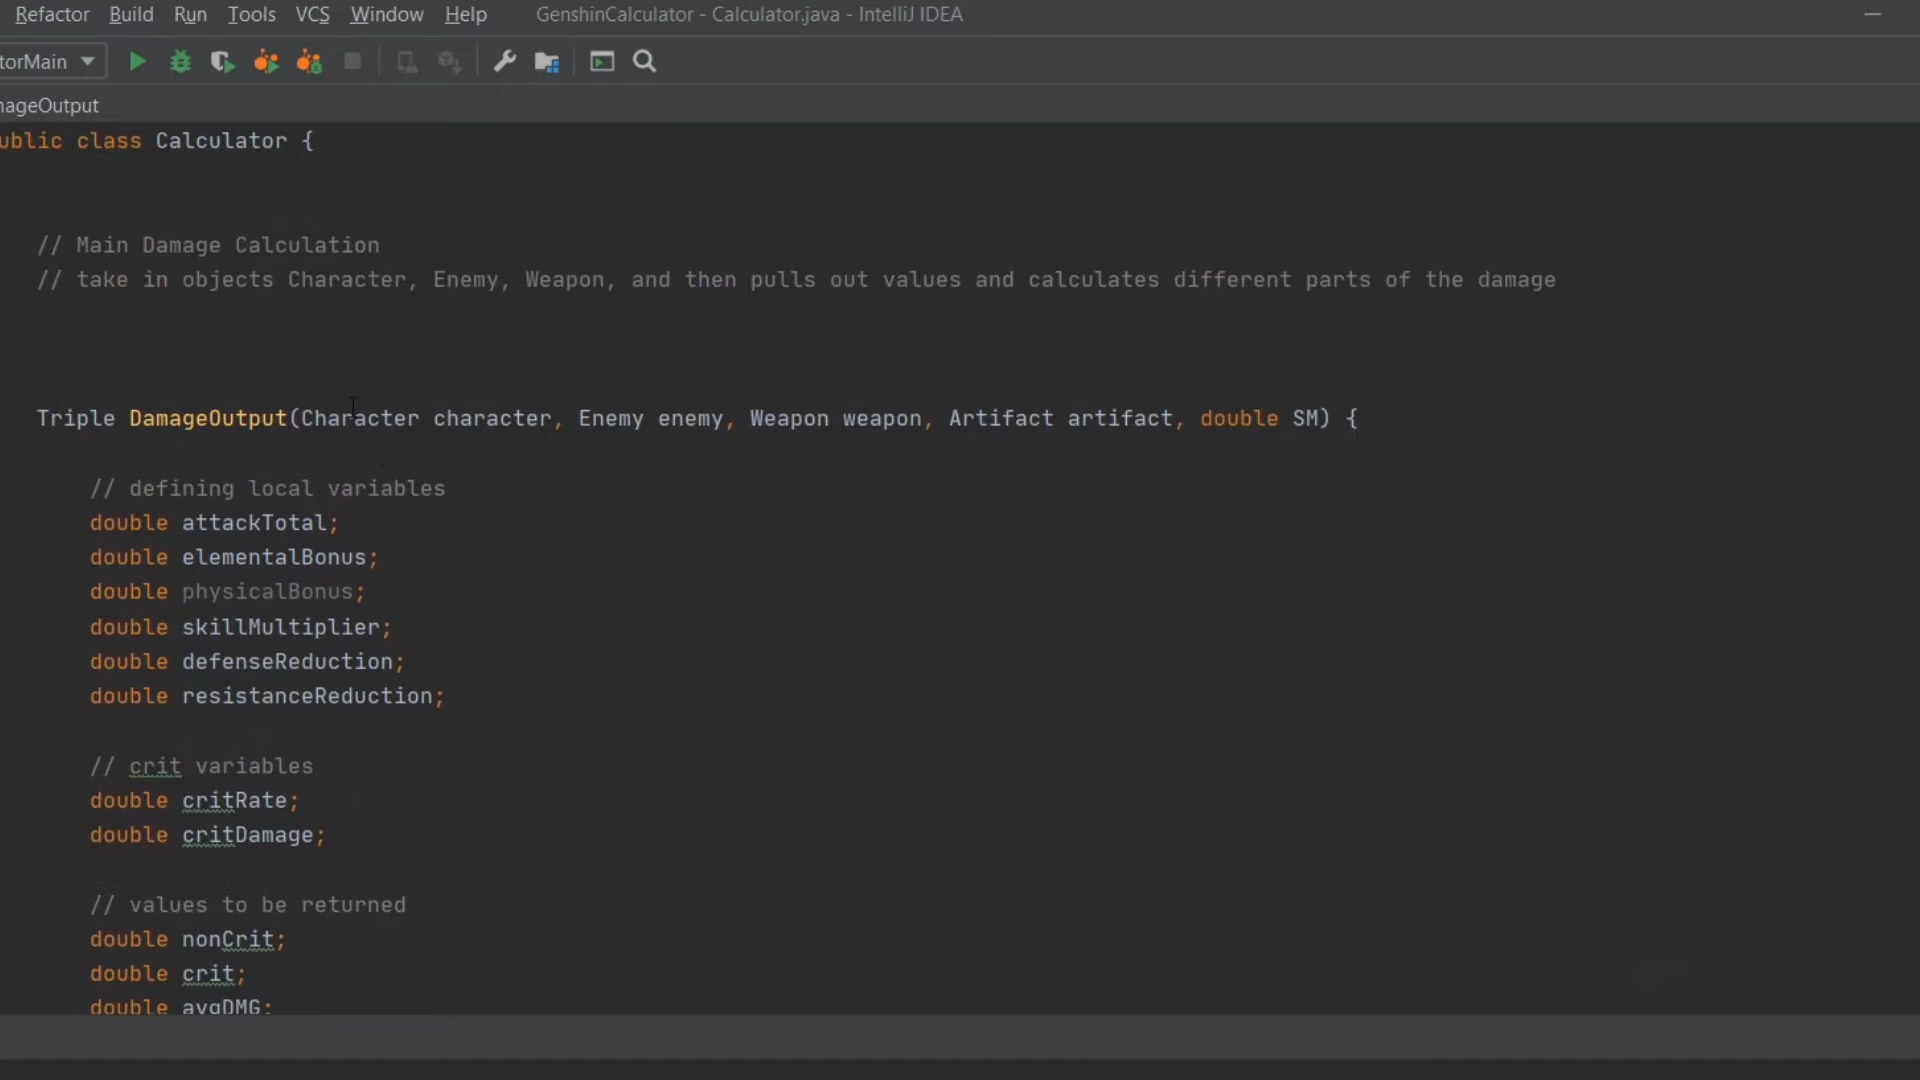 Refactor Build Run Tools VCS Window Help GenshinCalculator - Calculator.java - IntelliJ IDEA
torMain
mageOutput
ublic class Calculator {
// Main Damage Calculation
// take in objects Character, Enemy, Weapon, and then pulls out values and calculates different parts of the damage
Triple DamageOutput(Character character, Enemy enemy, Weapon weapon, Artifact artifact, double SM) {
// defining local variables
double attackTotal;
double elementalBonus;
double physicalBonus;
double skillMultiplier;
double defenseReduction;
double resistanceReduction;
// crit variables
double critRate;
double critDamage;
// values to be returned
double nonCrit;
double crit;
double avgDMG;